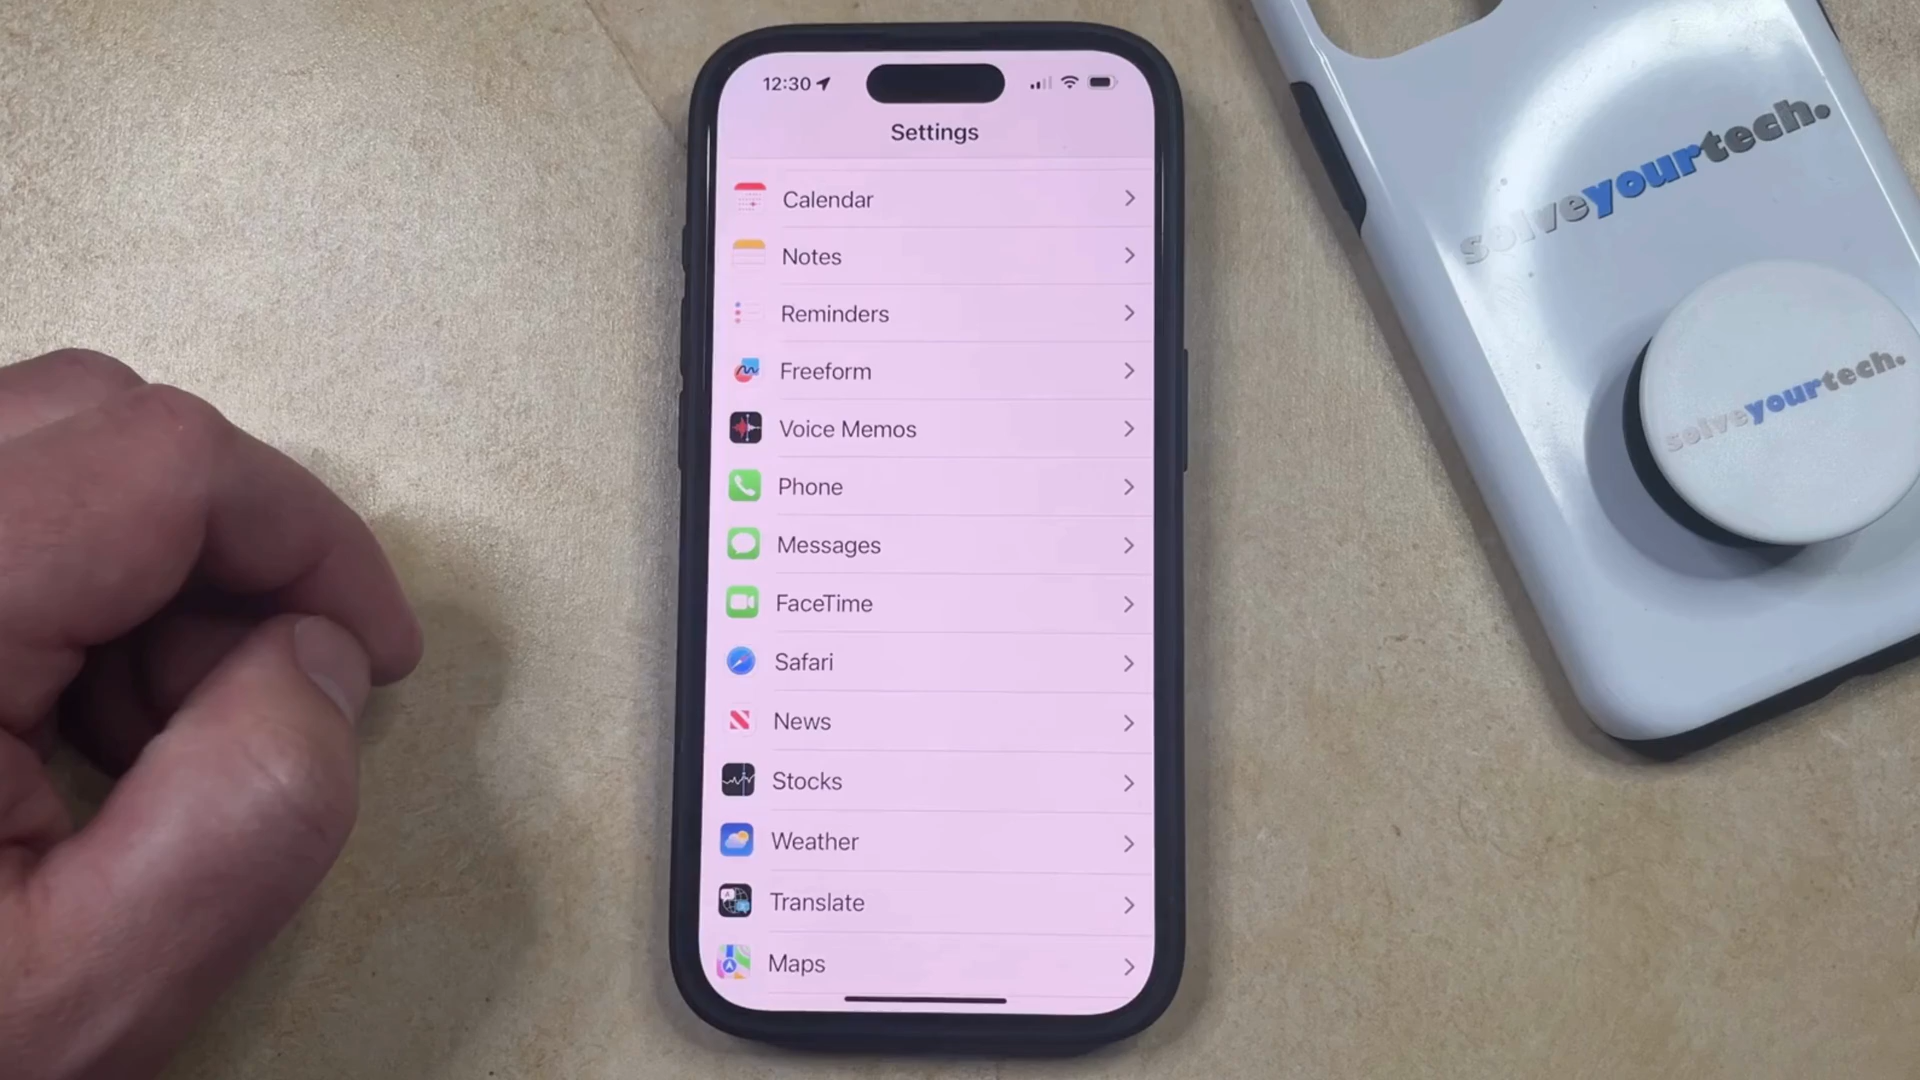 12:30
Settings
Calendar
Notes
Reminders
Freeform
Voice Memos
Phone
Messages
FaceTime
Safari
News
Stocks
Weather
Translate
Maps
solveyourtech.
solveyourtech.